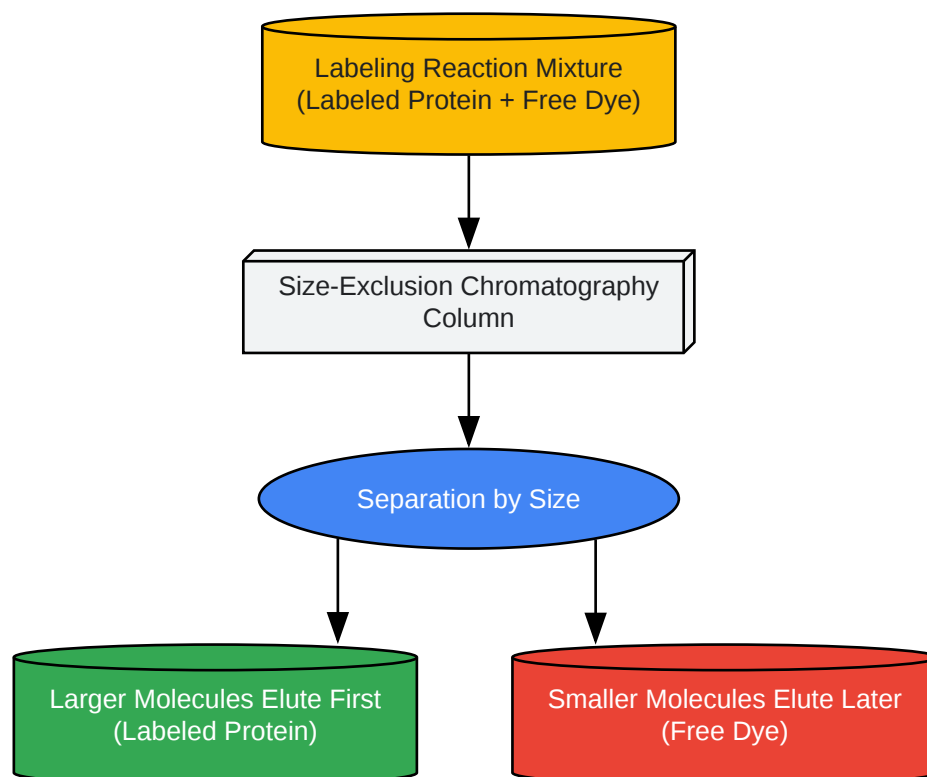 Labeling Reaction Mixture
(Labeled Protein + Free Dye)
Size-Exclusion Chromatography
Column
Separation by Size
Larger Molecules Elute First
(Labeled Protein)
Smaller Molecules Elute Later
(Free Dye)